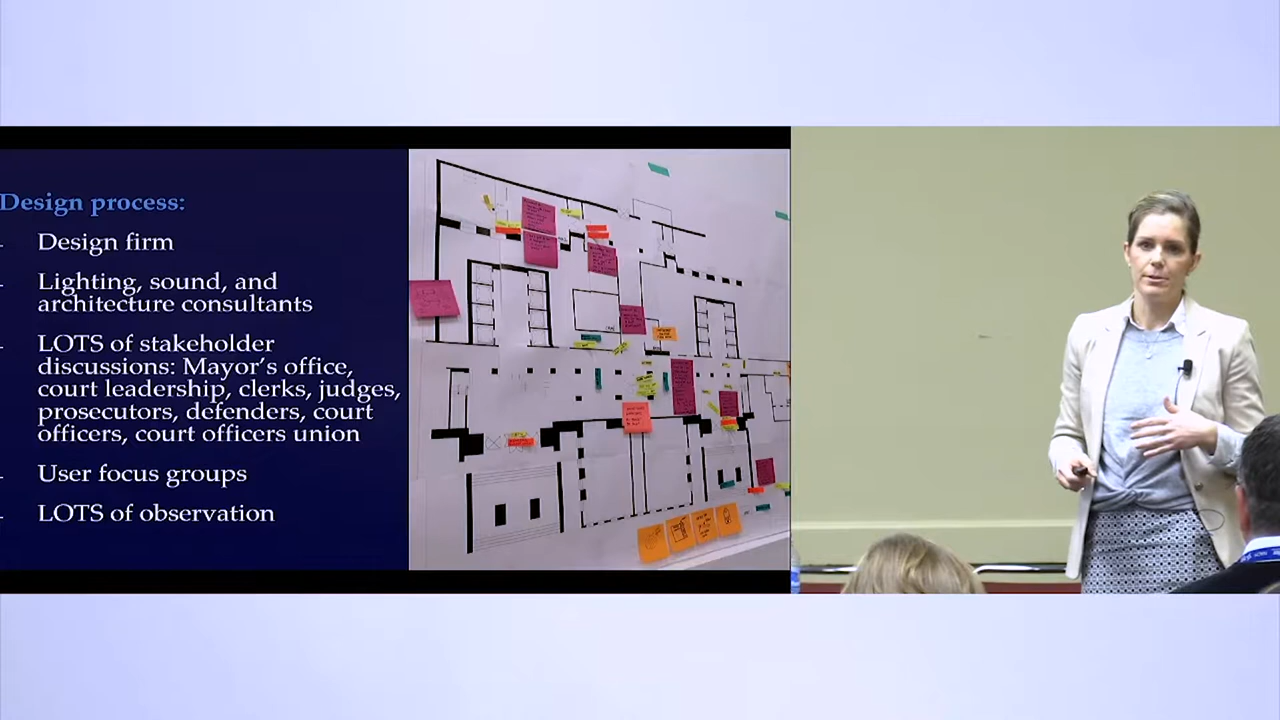 Design process:
- Design firm
- Lighting, sound, and
architecture consultants
- LOTS of stakeholder
discussions: Mayor's office,
court leadership, clerks, judges,
prosecutors, defenders, court
officers, court officers union
- User focus groups
- LOTS of observation